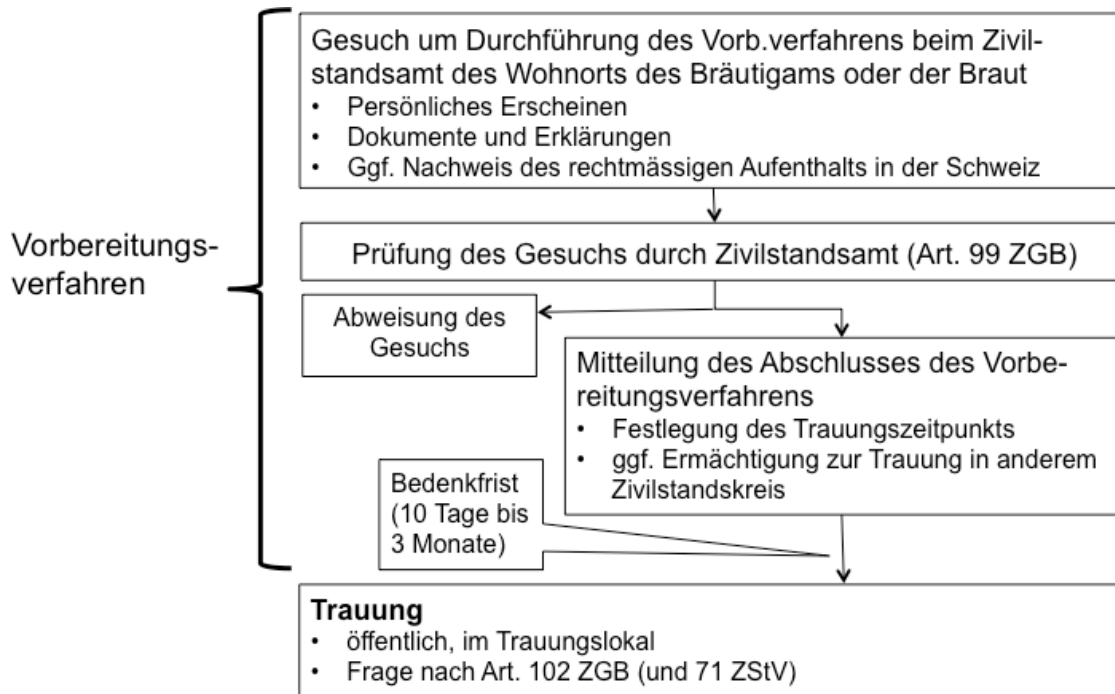 Gesuch um Durchführung des Vorb.verfahrens beim Zivil-
standsamt des Wohnorts des Bräutigams oder der Braut
• Persönliches Erscheinen
• Dokumente und Erklärungen
• Ggf. Nachweis des rechtmässigen Aufenthalts in der Schweiz
Vorbereitungs-
verfahren
Prüfung des Gesuchs durch Zivilstandsamt (Art. 99 ZGB)
Abweisung des
Gesuchs
Mitteilung des Abschlusses des Vorbe-
reitungsverfahrens
• Festlegung des Trauungszeitpunkts
• ggf. Ermächtigung zur Trauung in anderem
Zivilstandskreis
Bedenkfrist
(10 Tage bis
3 Monate)
Trauung
• öffentlich, im Trauungslokal
• Frage nach Art. 102 ZGB (und 71 ZStV)